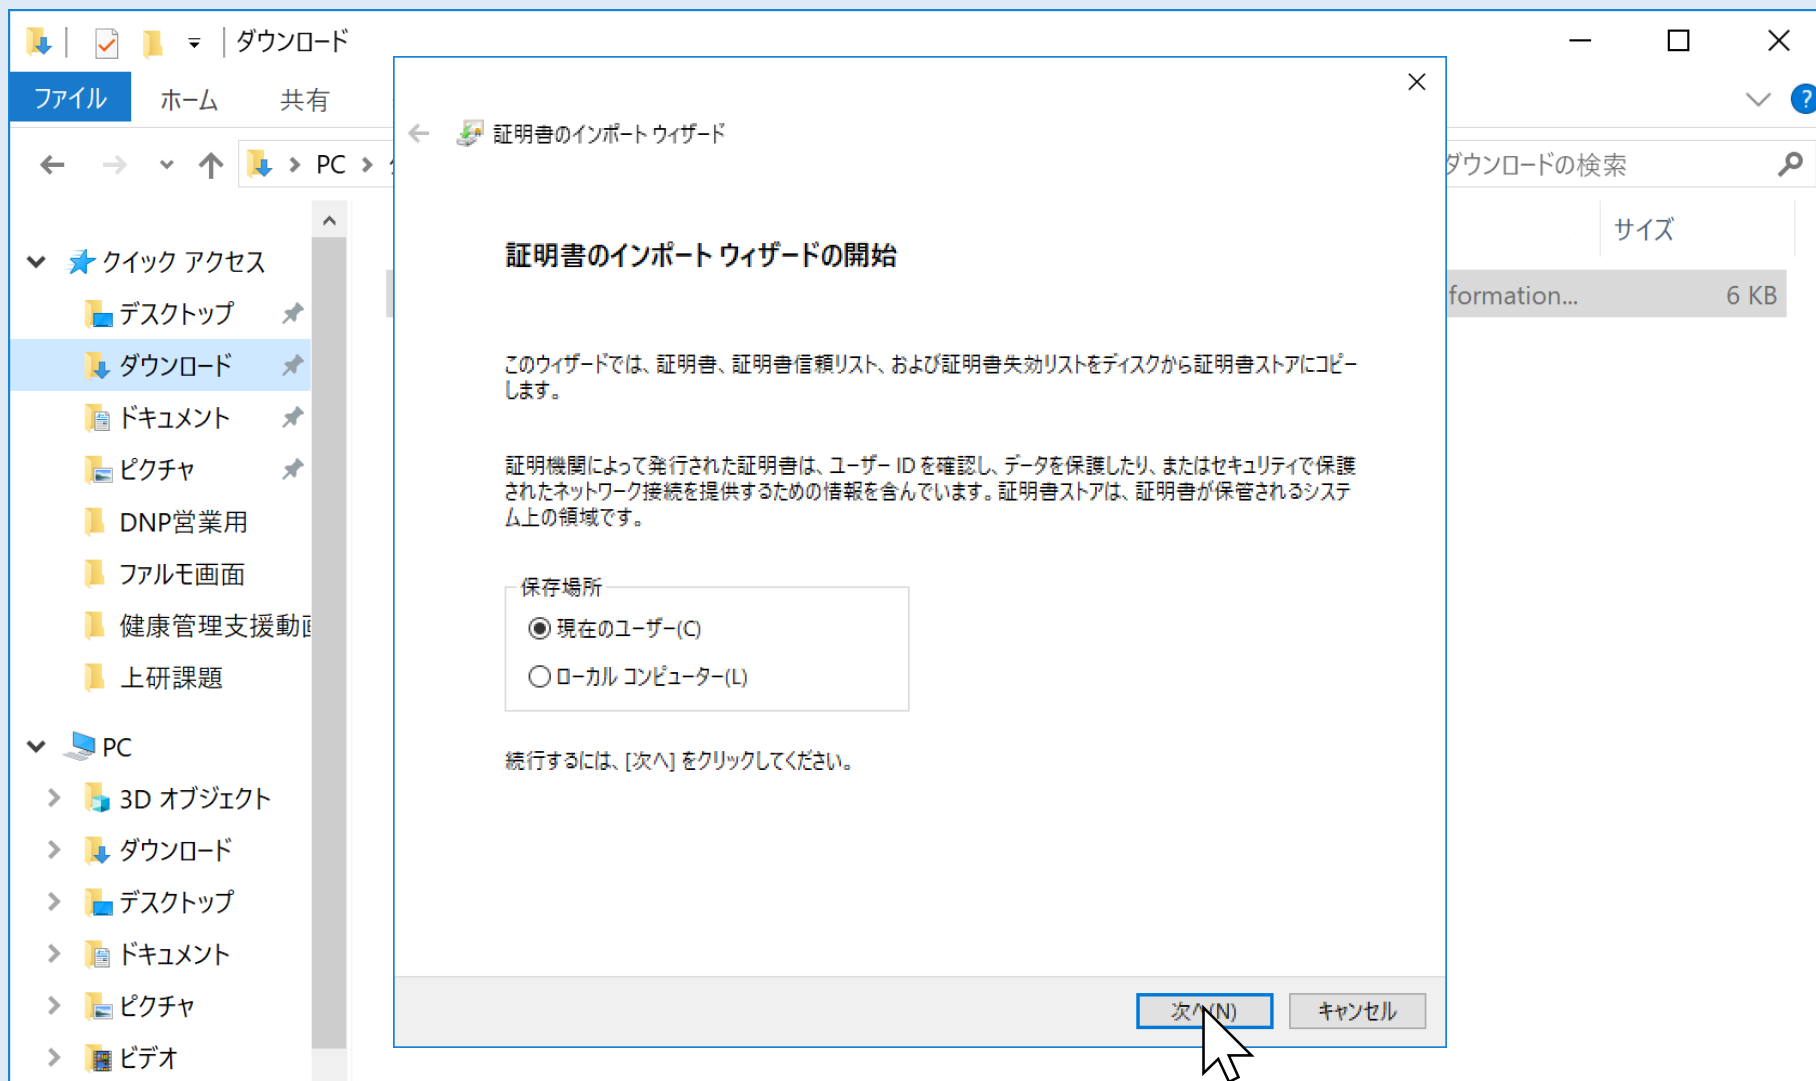 ダウンロード
ファイル
ホーム
共有
PC
ダウンロードの検索
サイズ
formation...
6 KB
クイック アクセス
デスクトップ
ダウンロード
ドキュメント
ピクチャ
DNP営業用
ファルモ画面
健康管理支援動画
上研課題
PC
3D オブジェクト
ダウンロード
デスクトップ
ドキュメント
ピクチャ
ビデオ
証明書のインポート ウィザード
証明書のインポート ウィザードの開始
このウィザードでは、証明書、証明書信頼リスト、および証明書失効リストをディスクから証明書ストアにコピー
します。
証明機関によって発行された証明書は、ユーザー ID を確認し、データを保護したり、またはセキュリティで保護
されたネットワーク接続を提供するための情報を含んでいます。証明書ストアは、証明書が保管されるシステ
ム上の領域です。
保存場所
現在のユーザー(C)
ローカル コンピューター(L)
続行するには、[次へ] をクリックしてください。
次へ(N)
キャンセル